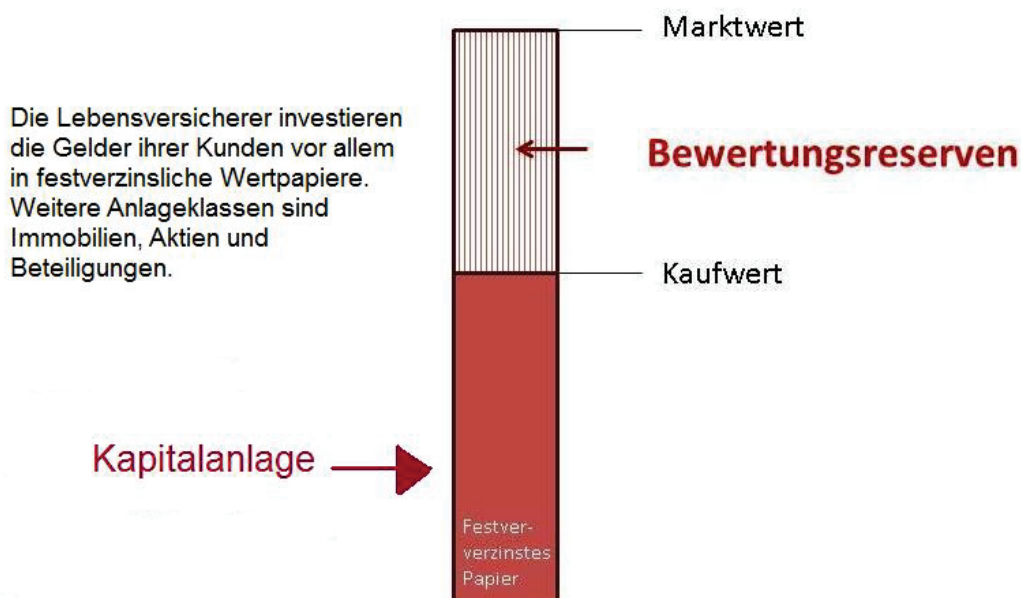 Marktwert
Die Lebensversicherer investieren
die Gelder ihrer Kunden vor allem
in festverzinsliche Wertpapiere.
Weitere Anlageklassen sind
Immobilien, Aktien und
Beteiligungen.
Bewertungsreserven
Kaufwert
Kapitalanlage
Festver-
verzinstes
Papier